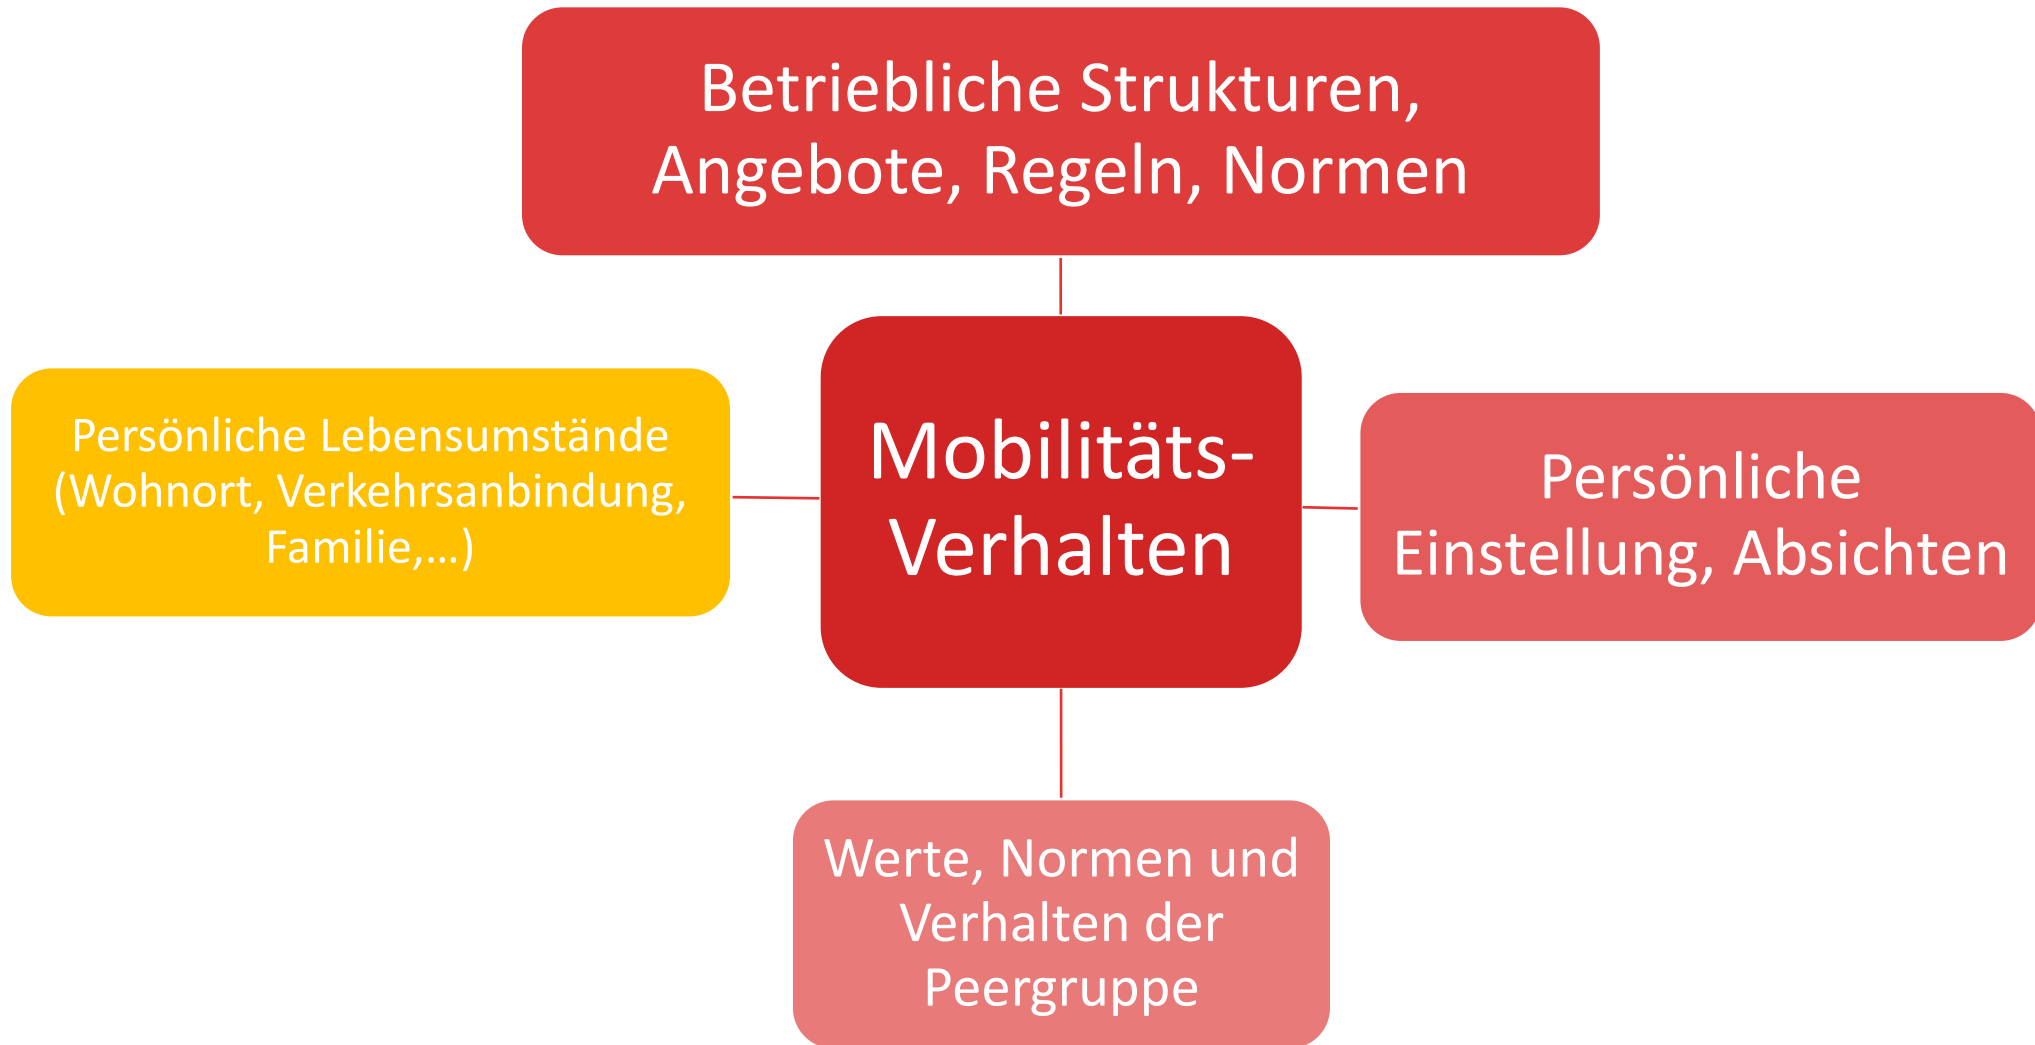 Betriebliche Strukturen,
Angebote, Regeln, Normen
Persönliche Lebensumstände
(Wohnort, Verkehrsanbindung,
Familie,...)
Mobilitäts-
Verhalten
Persönliche
Einstellung, Absichten
Werte, Normen und
Verhalten der
Peergruppe